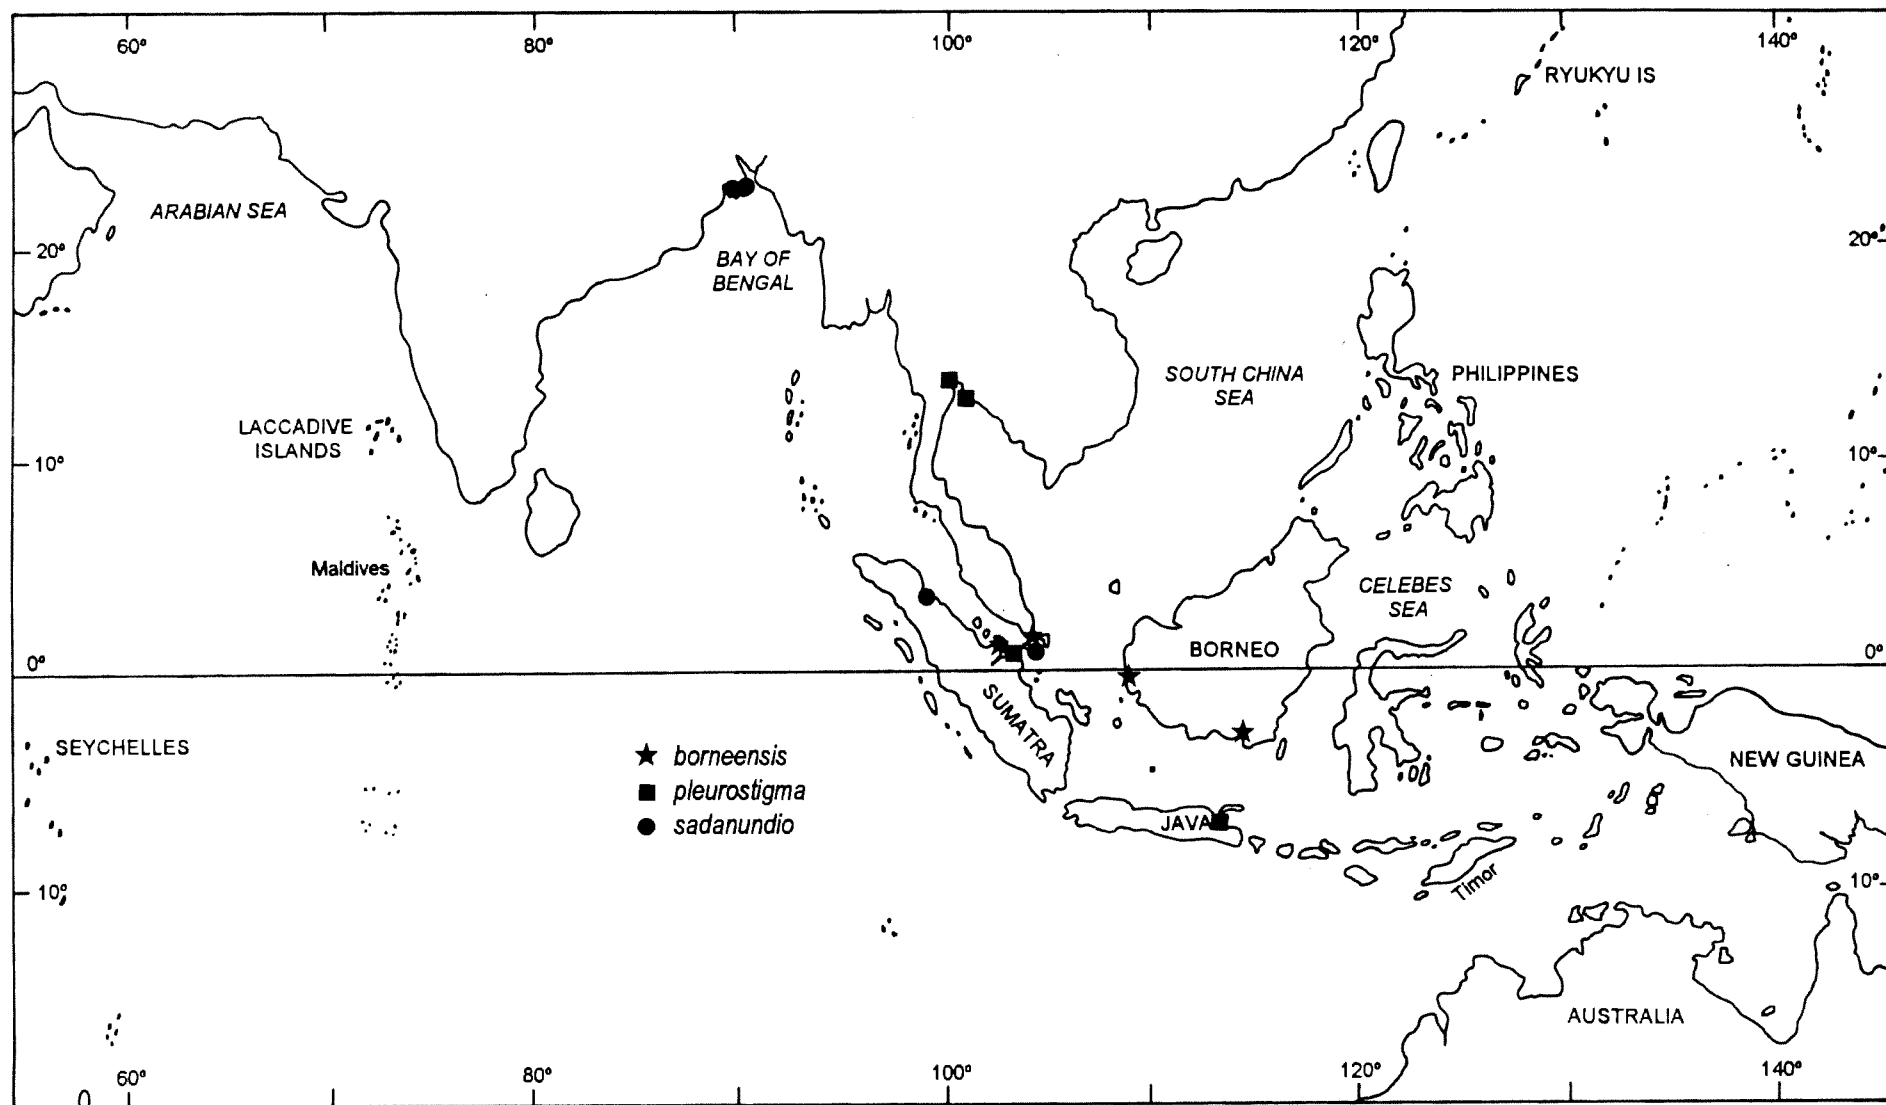 60° 80° 100° 120° 140°
RYUKYU IS
ARABIAN SEA
20° 20°
BAY OF
BENGAL
SOUTH CHINA
SEA
PHILIPPINES
LACCADIVE
ISLANDS
10° 10°
Maldives
CELEBES
SEA
BORNEO
0° 0°
SUMATRA
SEYCHELLES
NEW GUINEA
borneensis
pleurostigma
sadanundio
JAVA
Timor
10° 10°
AUSTRALIA
60° 80° 100° 120° 140°